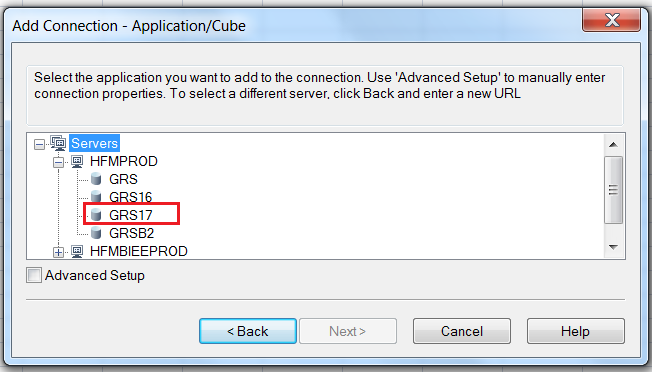 Add Connection - Application/Cube
Select the application you want to add to the connection. Use 'Advanced Setup' to manually enter
connection properties. To select a different server, click Back and enter a new URL
Servers
HFMPROD
GRS
GRS16
GRS17
GRSB2
HFMBIEEPROD
Advanced Setup
< Back
Next >
Cancel
Help